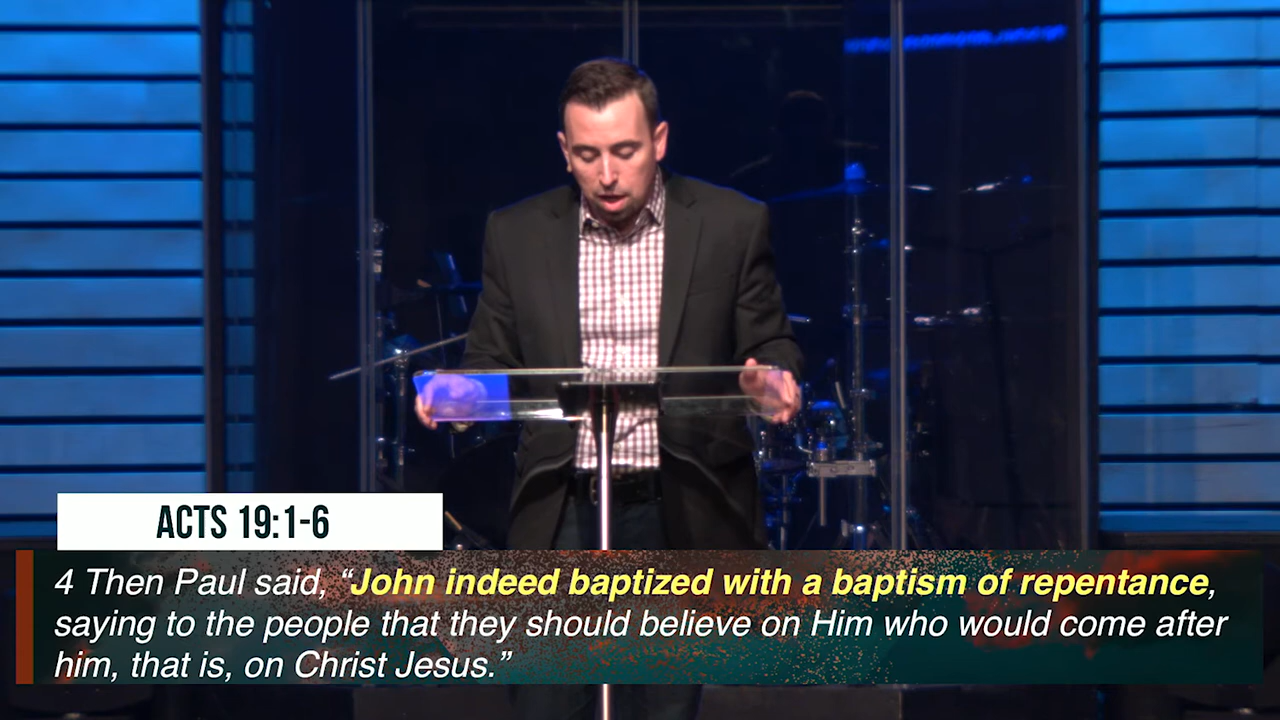 ACTS 19:1-6
4 Then Paul said, “John indeed baptized with a baptism of repentance,
saying to the people that they should believe on Him who would come after
him, that is, on Christ Jesus.”